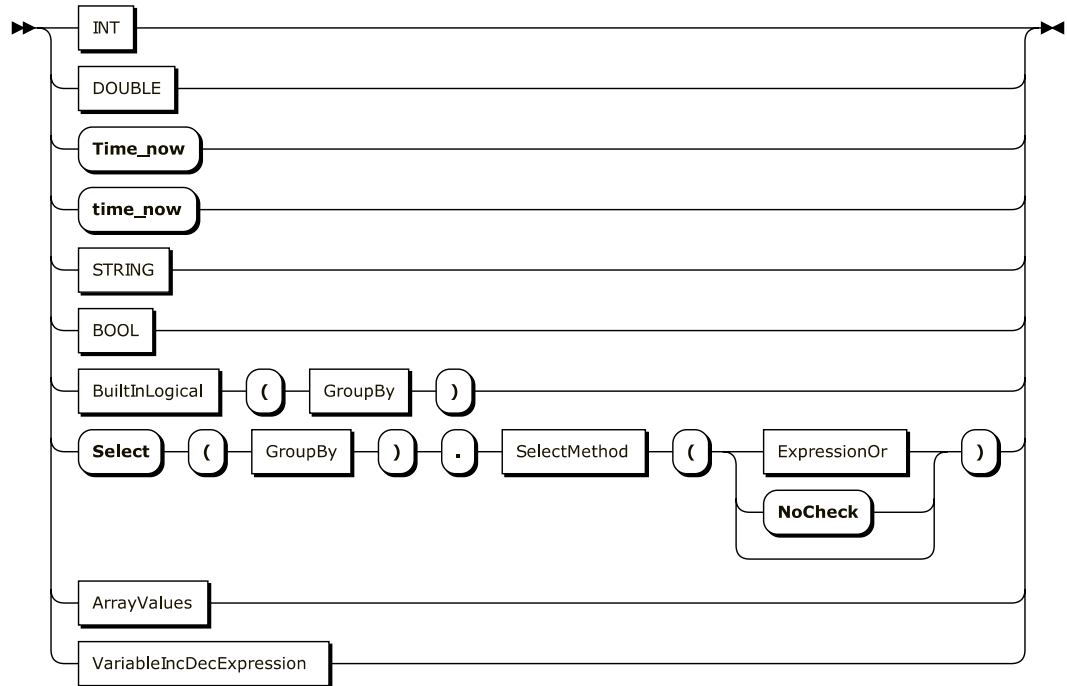 INT
DOUBLE
Time_now
time_now
STRING
BOOL
BuiltInLogical ( GroupBy )
Select ( GroupBy ) . SelectMethod ( ExpressionOr )
NoCheck
ArrayValues
VariableIncDecExpression